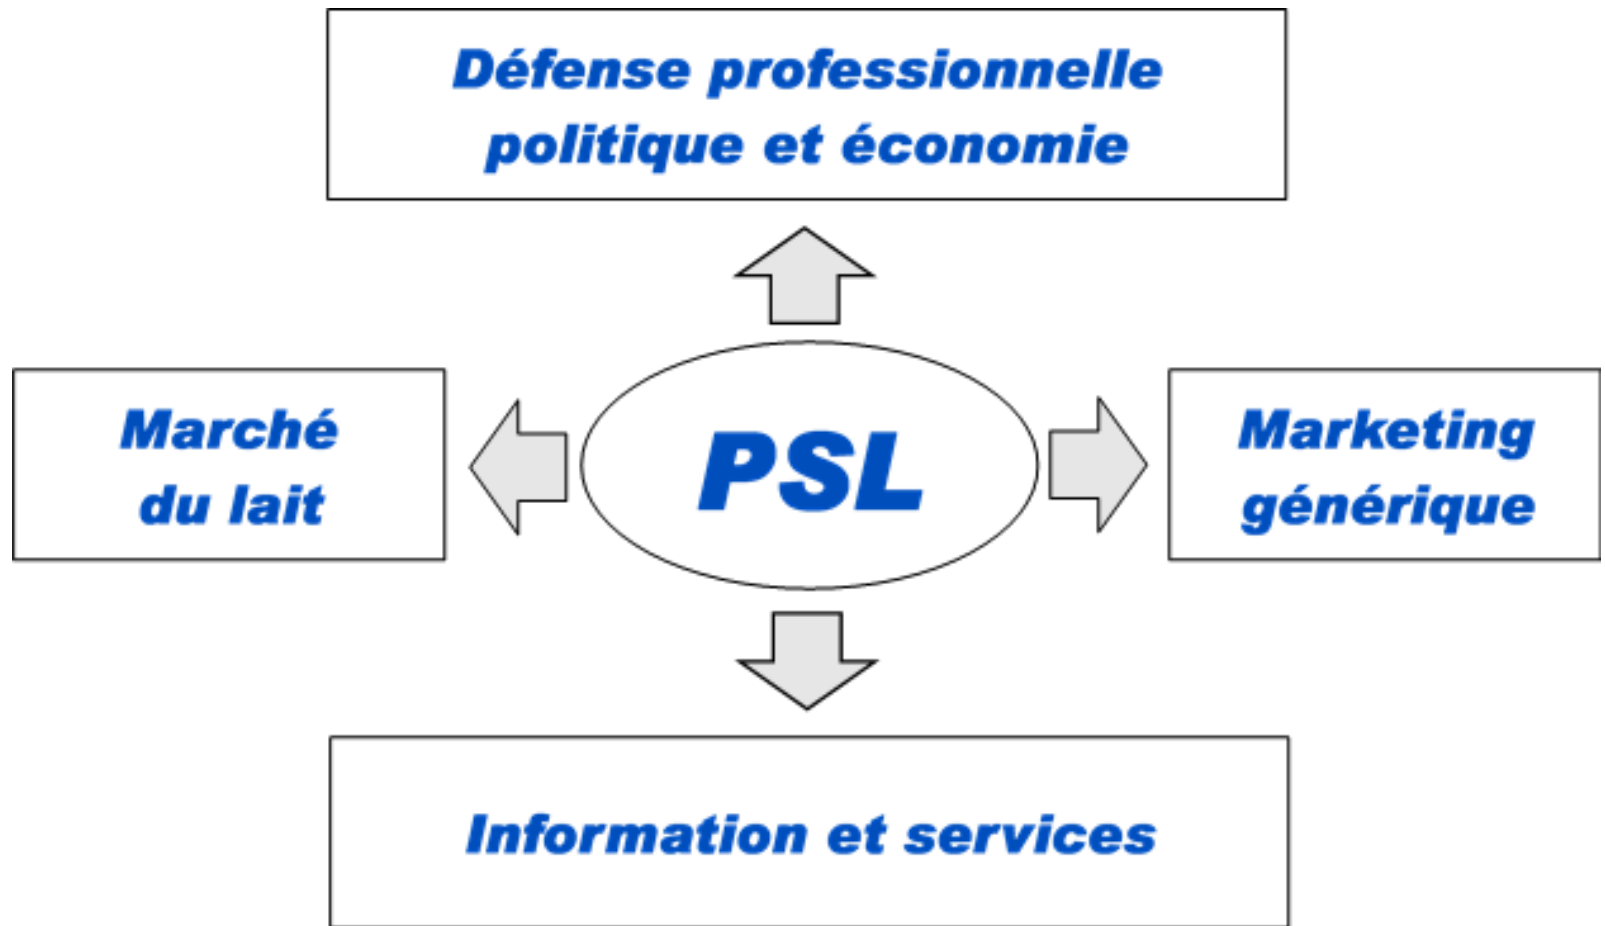 Défense professionnelle
politique et économie
Marché
du lait
PSL
Marketing
générique
Information et services